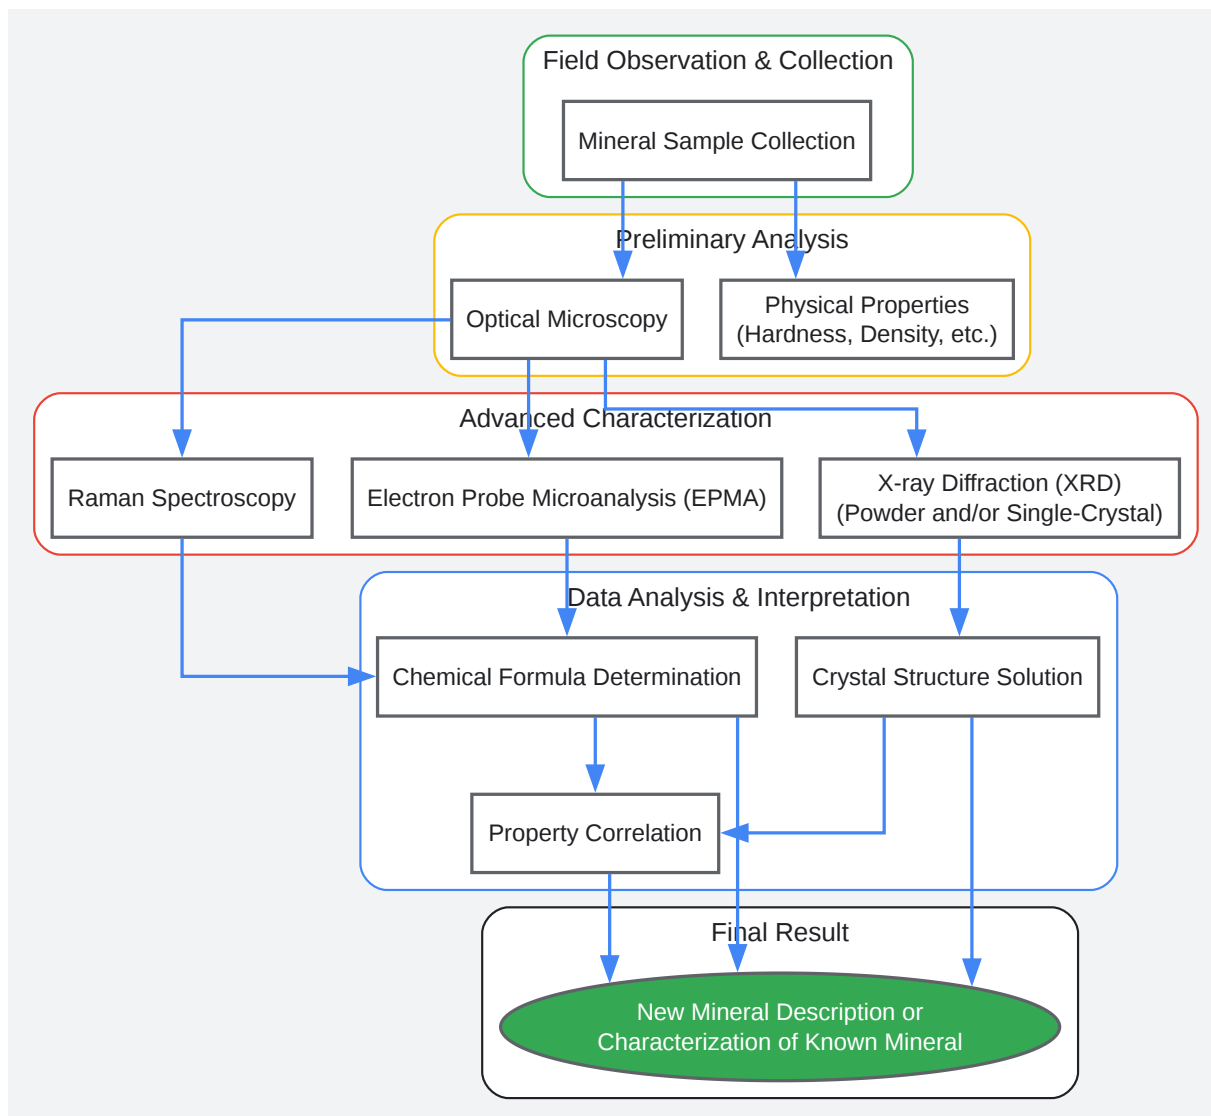 Field Observation & Collection
Mineral Sample Collection
Preliminary Analysis
Optical Microscopy
Physical Properties
(Hardness, Density, etc.)
Advanced Characterization
Raman Spectroscopy
Electron Probe Microanalysis (EPMA)
X-ray Diffraction (XRD)
(Powder and/or Single-Crystal)
Data Analysis & Interpretation
Chemical Formula Determination
Crystal Structure Solution
Property Correlation
Final Result
New Mineral Description or
Characterization of Known Mineral